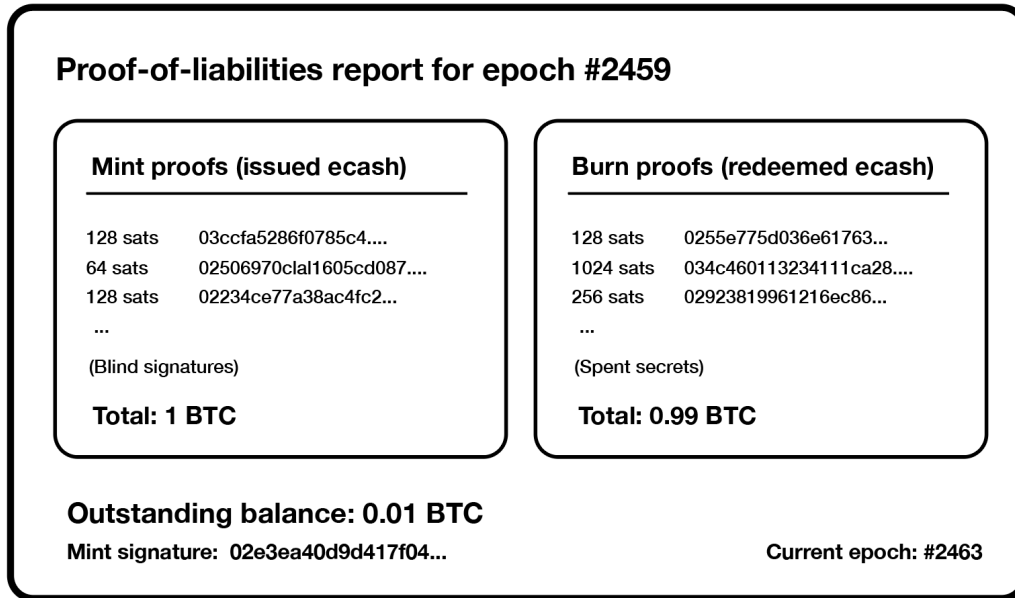 Proof-of-liabilities report for epoch #2459
Mint proofs (issued ecash)
128 sats 03ccfa5286f0785c4....
64 sats 02506970clal1605cd087....
128 sats 02234ce77a38ac4fc2...
...
(Blind signatures)
Total: 1 BTC
Burn proofs (redeemed ecash)
128 sats 0255e775d036e61763...
1024 sats 034c460113234111ca28....
256 sats 02923819961216ec86...
...
(Spent secrets)
Total: 0.99 BTC
Outstanding balance: 0.01 BTC
Mint signature: 02e3ea40d9d417f04...
Current epoch: #2463